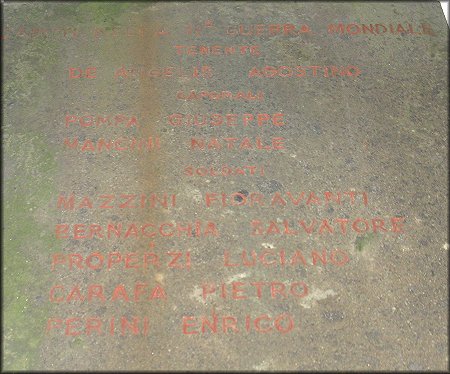 GUERRA MONDIALE
TENENTE
DE ANGELIS AGOSTINO
CAPORALI
POMPA GIUSEPPE
NATALE
SOLDATI
MAZZINI FIORAVANTI
BERNACCHIA SALVATORE
PROPERZI LUCIANO
CARAFA PIETRO
PERINI ENRICO